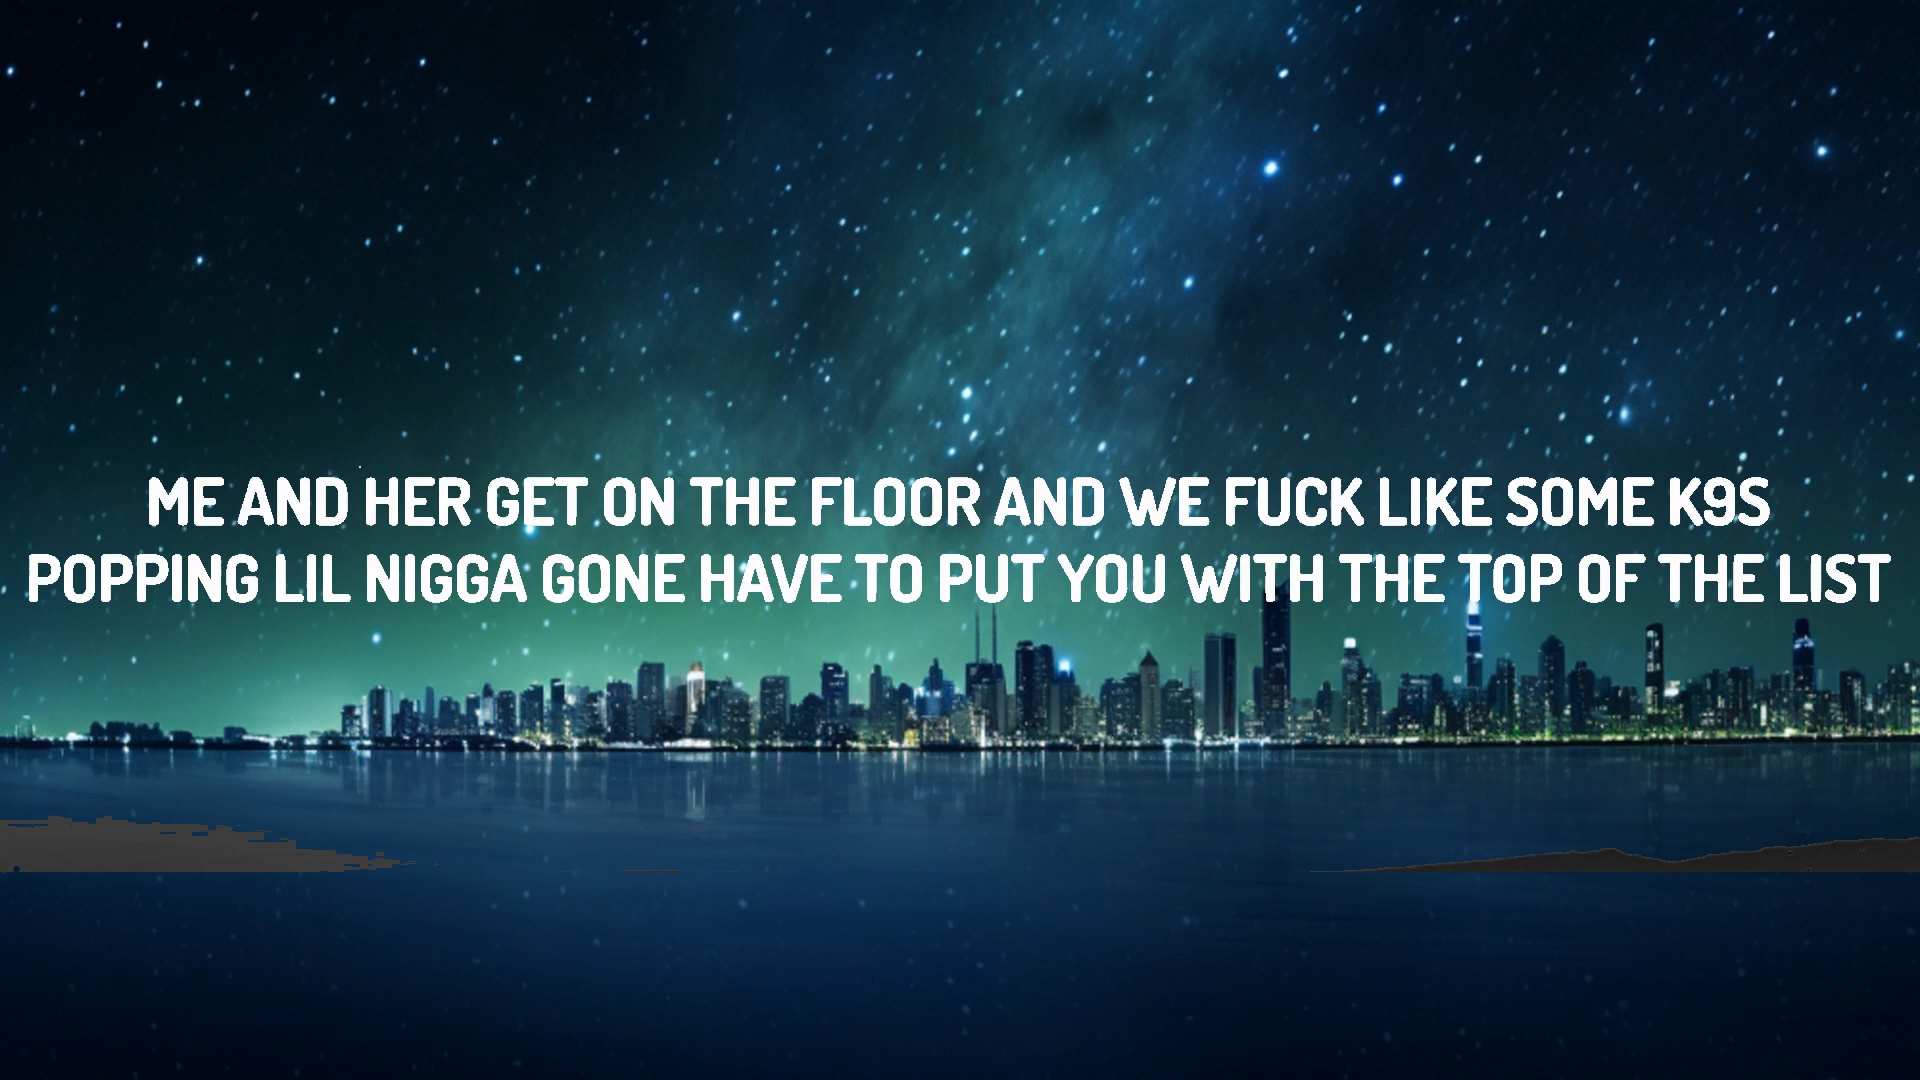 ME AND HER GET ON THE FLOOR AND WE FUCK LIKE SOME K9S
POPPING LIL NIGGA GONE HAVE TO PUT YOU WITH THE TOP OF THE LIST